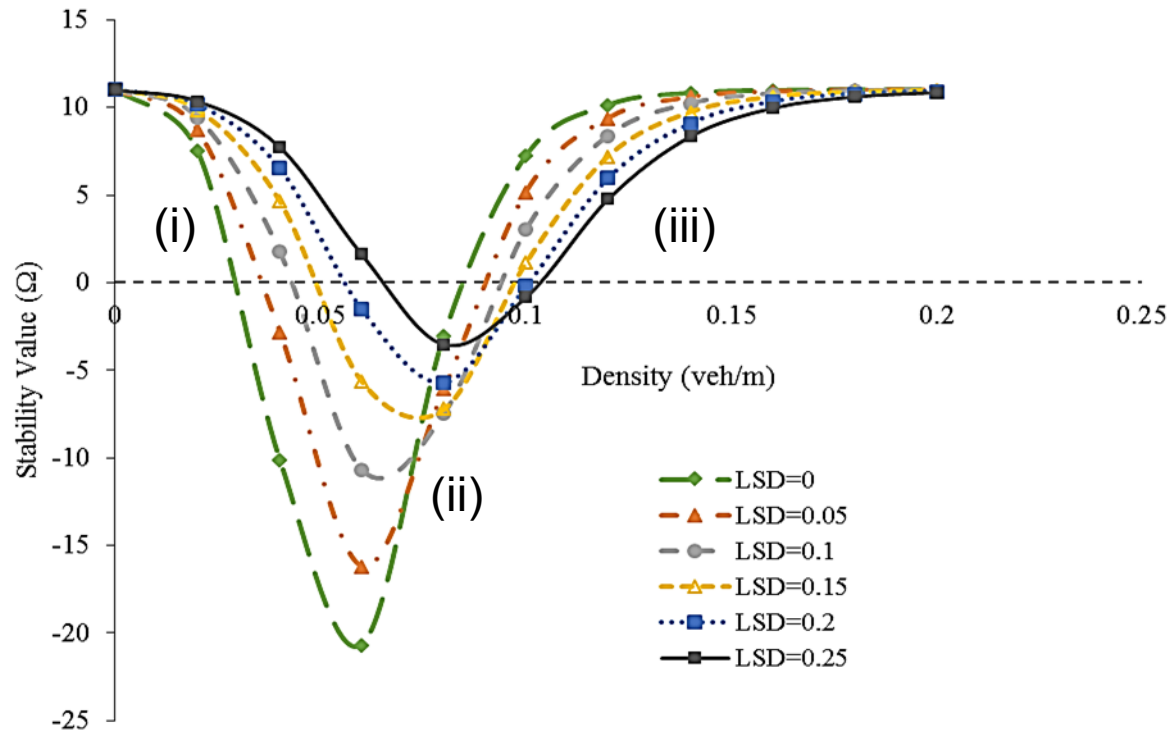 15
10
5
0
-5
-10
-15
-20
-25
Stability Value (Ω)
(i)
(ii)
(iii)
0
0.05
0.1
0.15
0.2
0.25
Density (veh/m)
LSD=0
LSD=0.05
LSD=0.1
LSD=0.15
LSD=0.2
LSD=0.25